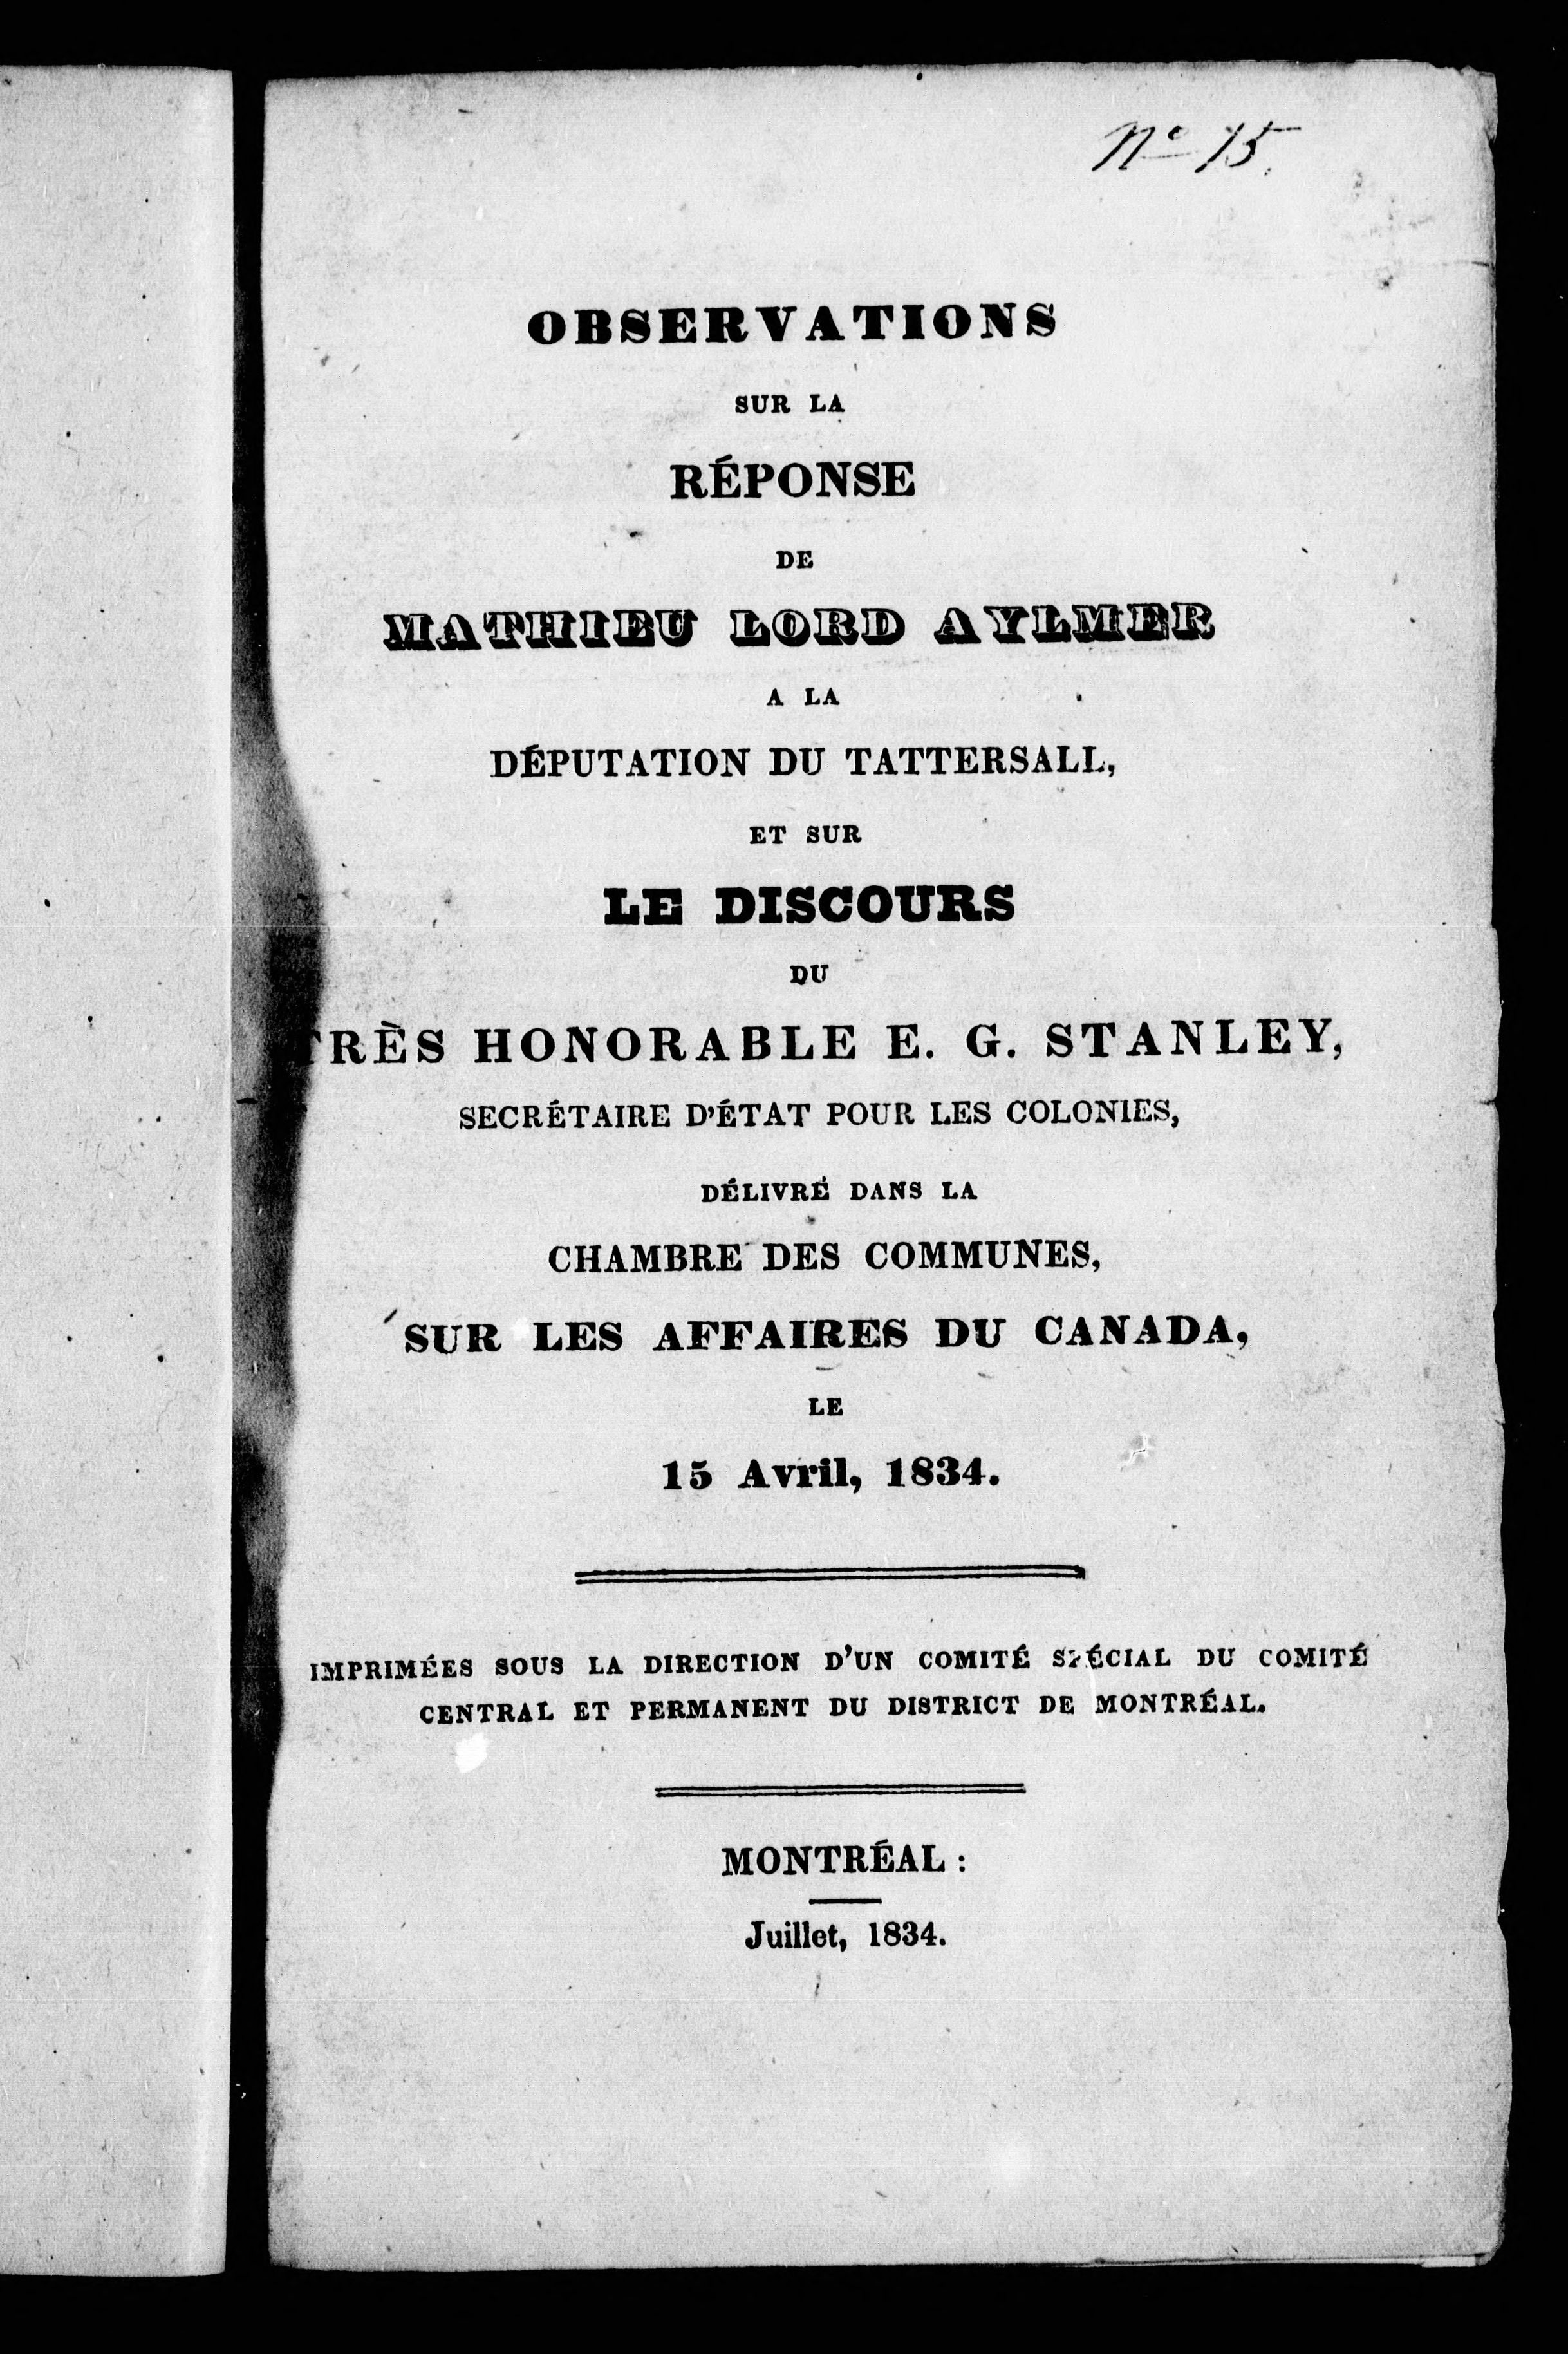 No 15.
OBSERVATIONS
SUR LA
RÉPONSE
DE
MATHIEU LORD AYLMER
A LA
DÉPUTATION DU TATTERSALL,
ET SUR
LE DISCOURS
DU
TRÈS HONORABLE E. G. STANLEY,
SECRÉTAIRE D'ÉTAT POUR LES COLONIES,
DÉLIVRÉ DANS LA
CHAMBRE DES COMMUNES,
SUR LES AFFAIRES DU CANADA,
LE
15 Avril, 1834.
IMPRIMÉES SOUS LA DIRECTION D'UN COMITÉ SPÉCIAL DU COMITÉ
CENTRAL ET PERMANENT DU DISTRICT DE MONTRÉAL.
MONTRÉAL :
Juillet, 1834.